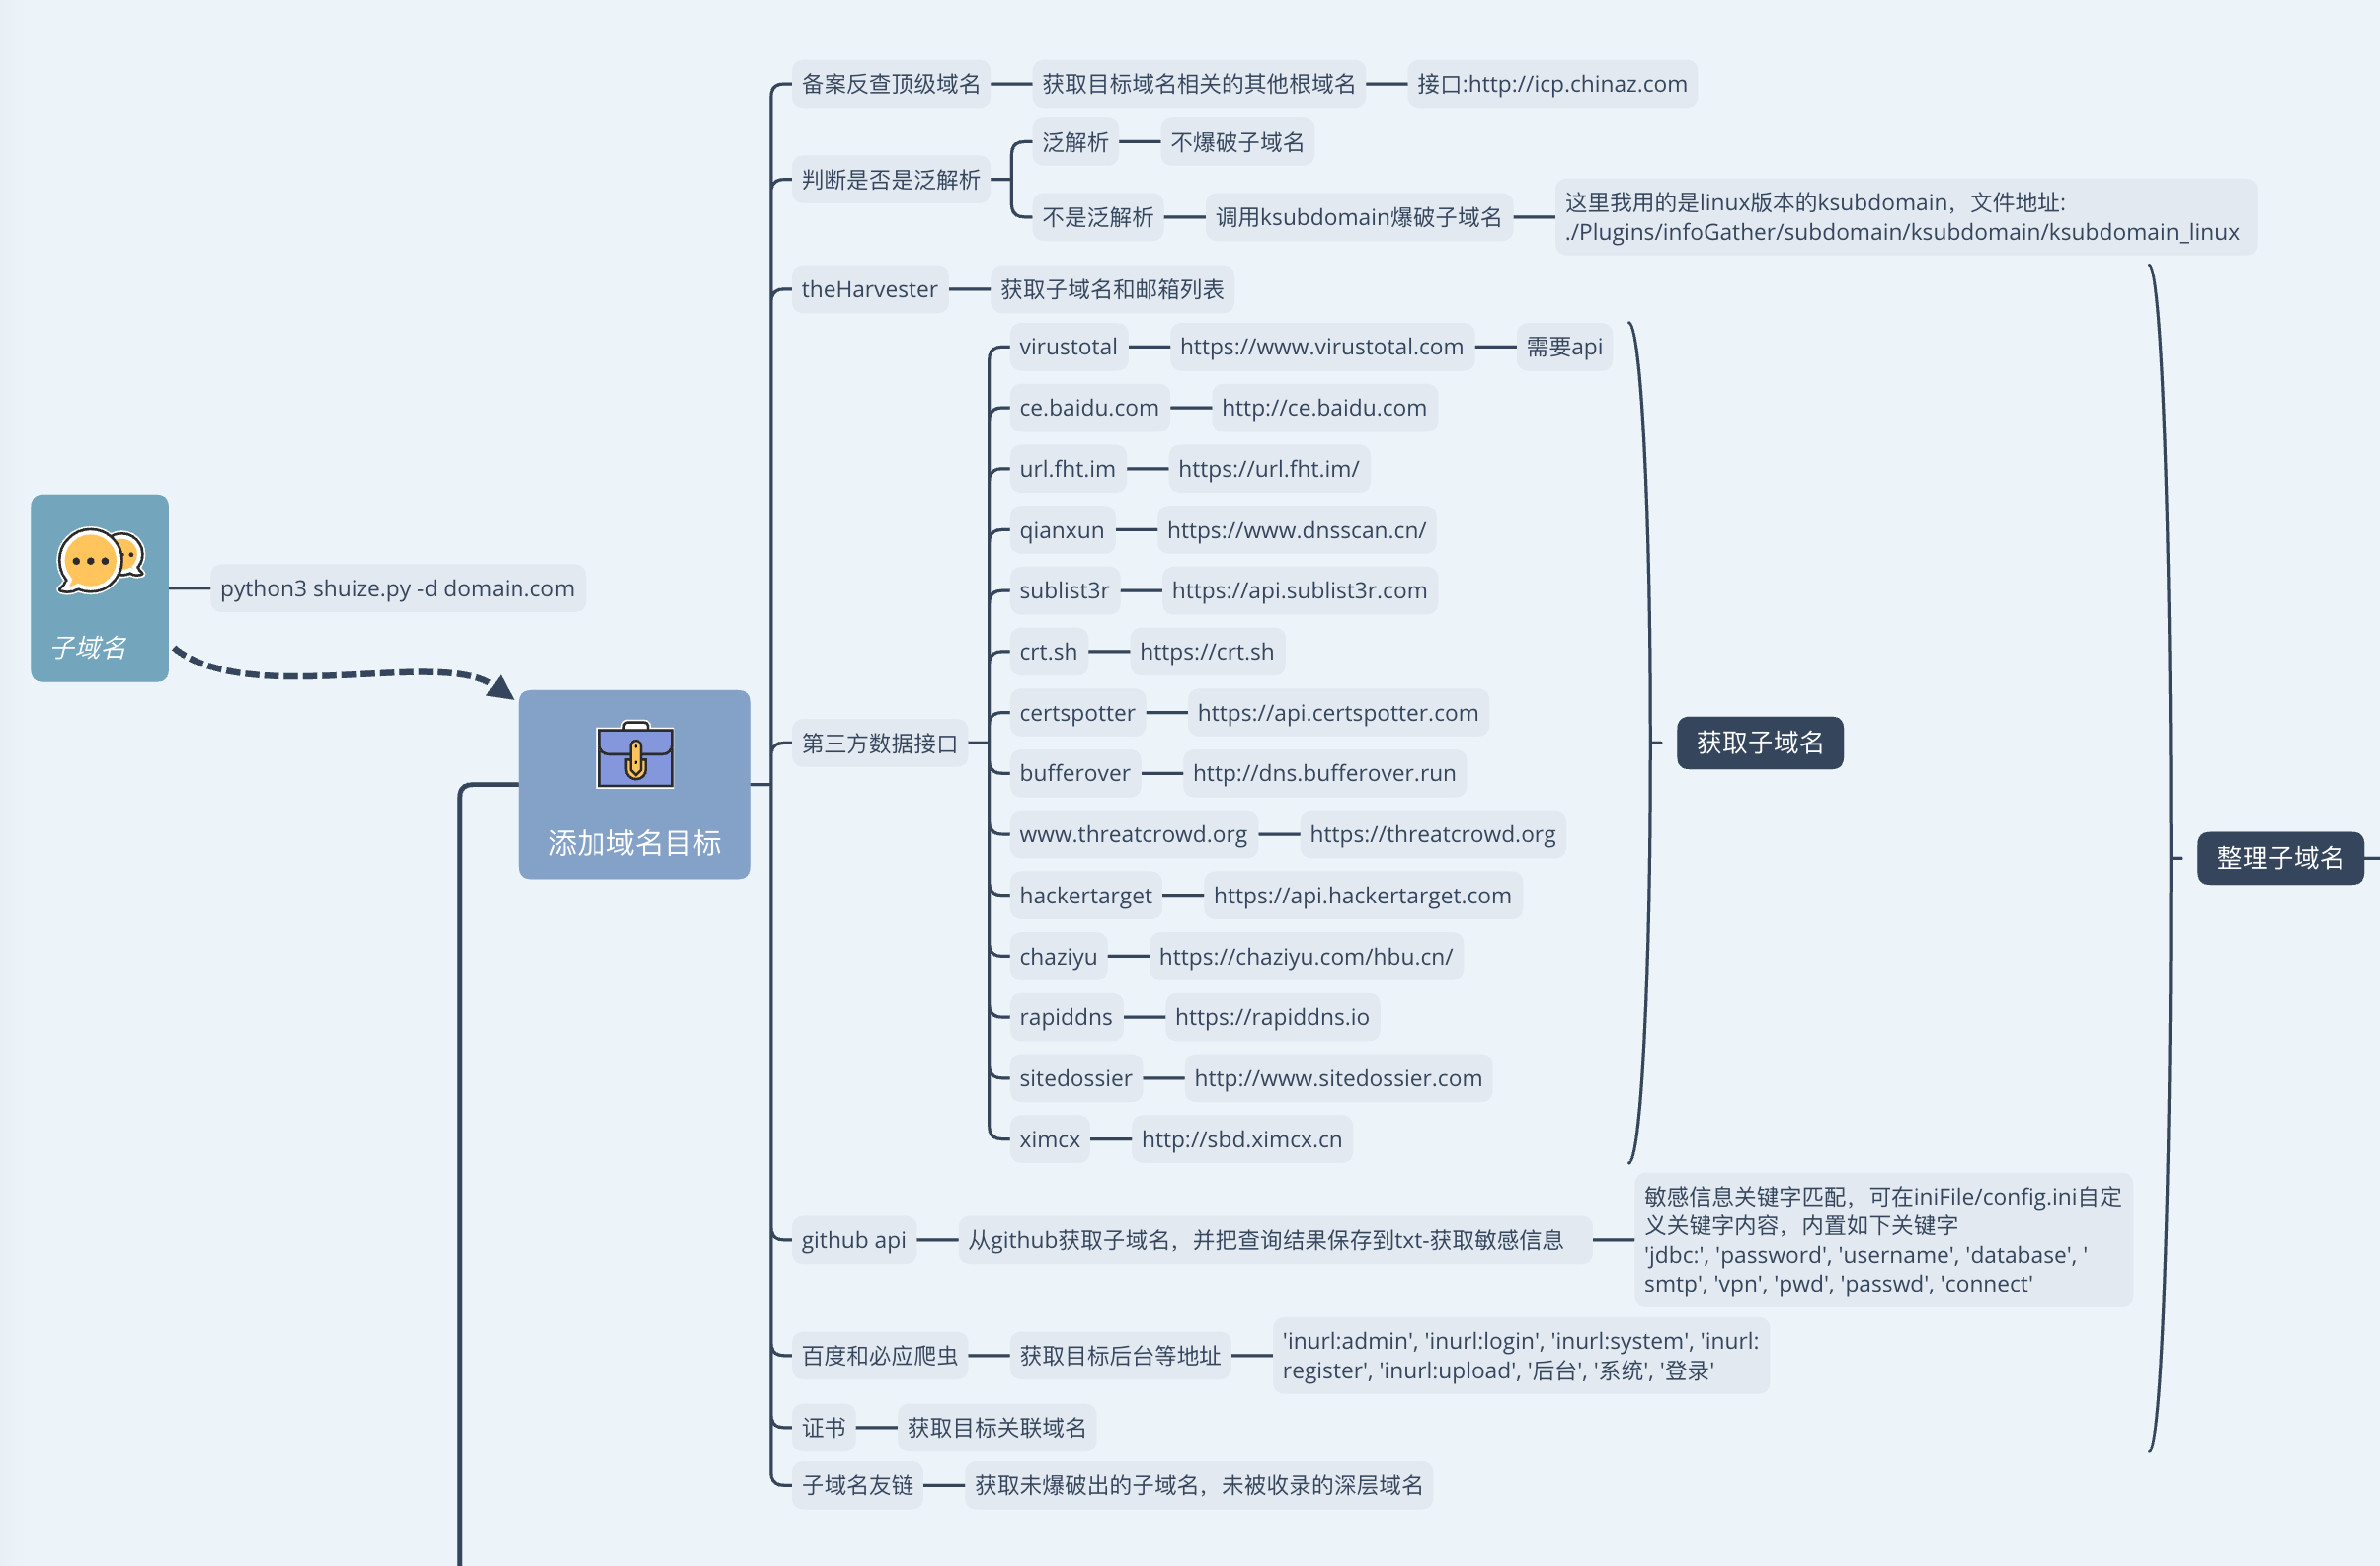 备案反查顶级域名
获取目标域名相关的其他根域名
接口:http://icp.chinaz.com
判断是否是泛解析
泛解析
不爆破子域名
不是泛解析
调用ksubdomain爆破子域名
这里我用的是linux版本的ksubdomain，文件地址:
./Plugins/infoGather/subdomain/ksubdomain/ksubdomain_linux
theHarvester
获取子域名和邮箱列表
virustotal
https://www.virustotal.com
需要api
ce.baidu.com
http://ce.baidu.com
url.fht.im
https://url.fht.im/
qianxun
https://www.dnsscan.cn/
sublist3r
https://api.sublist3r.com
crt.sh
https://crt.sh
certspotter
https://api.certspotter.com
第三方数据接口
bufferover
http://dns.bufferover.run
www.threatcrowd.org
https://threatcrowd.org
hackertarget
https://api.hackertarget.com
chaziyu
https://chaziyu.com/hbu.cn/
rapiddns
https://rapiddns.io
sitedossier
http://www.sitedossier.com
ximcx
http://sbd.ximcx.cn
获取子域名
整理子域名
python3 shuize.py -d domain.com
子域名
添加域名目标
github api
从github获取子域名，并把查询结果保存到txt-获取敏感信息
敏感信息关键字匹配，可在iniFile/config.ini自定
义关键字内容，内置如下关键字
'jdbc:', 'password', 'username', 'database', '
smtp', 'vpn', 'pwd', 'passwd', 'connect'
百度和必应爬虫
获取目标后台等地址
'inurl:admin', 'inurl:login', 'inurl:system', 'inurl:
register', 'inurl:upload', '后台', '系统', '登录'
证书
获取目标关联域名
子域名友链
获取未爆破出的子域名，未被收录的深层域名